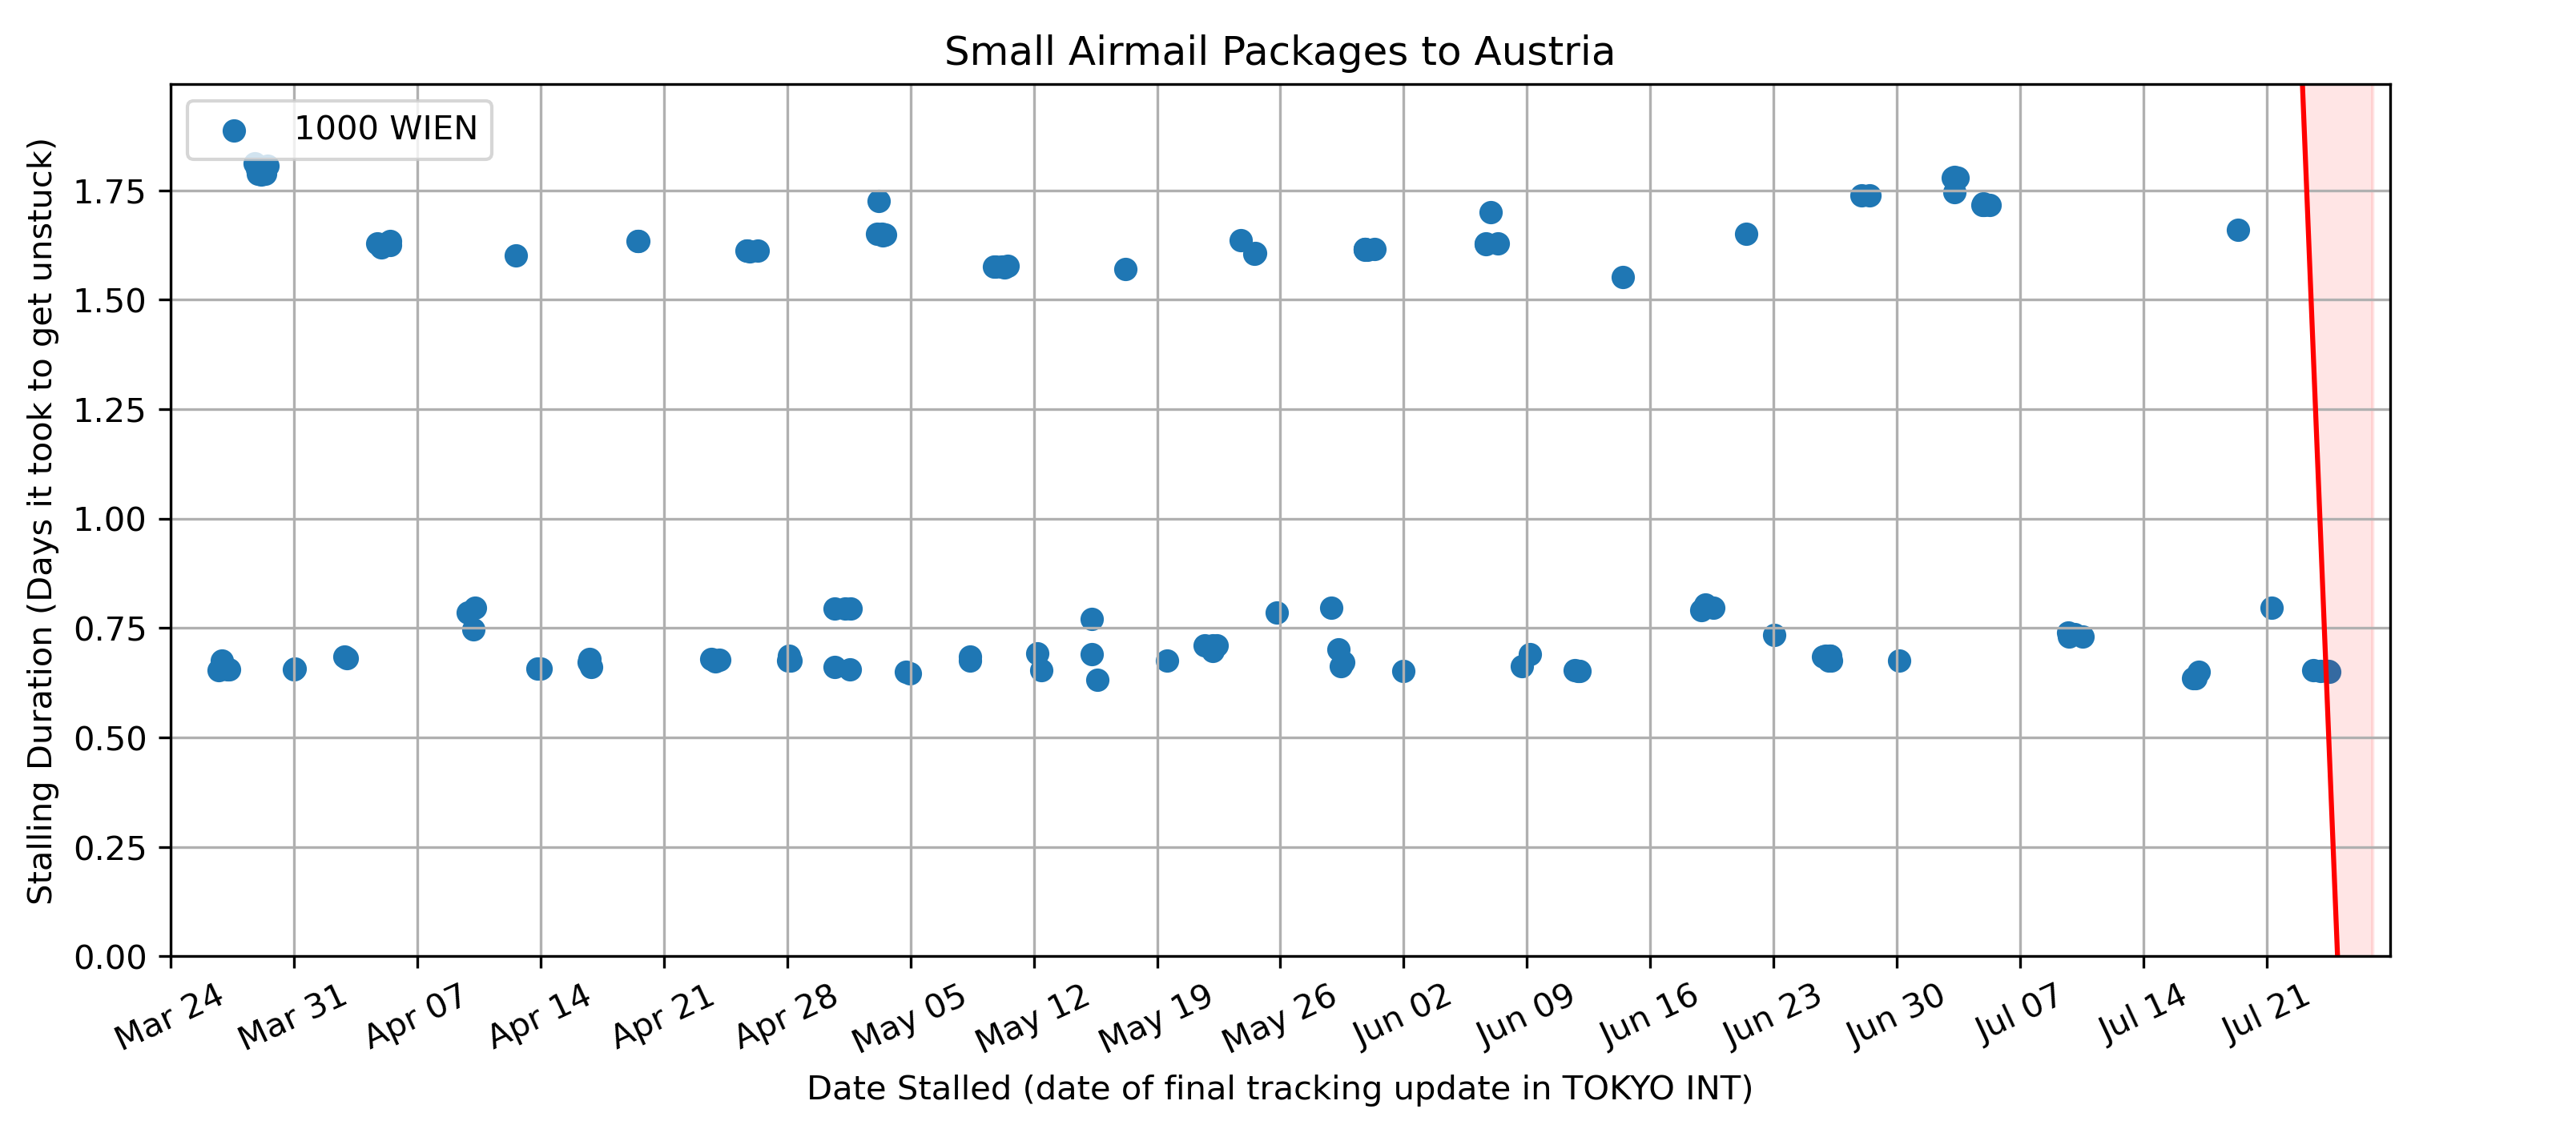 Small Airmail Packages to Austria
1000 WIEN
Stalling Duration (Days it took to get unstuck)
1.75
1.50
1.25
1.00
0.75
0.50
0.25
0.00
Mar 24 Mar 31 Apr 07 Apr 14 Apr 21 Apr 28 May 05 May 12 May 19 May 26 Jun 02 Jun 09 Jun 16 Jun 23 Jun 30 Jul 07 Jul 14 Jul 21
Date Stalled (date of final tracking update in TOKYO INT)